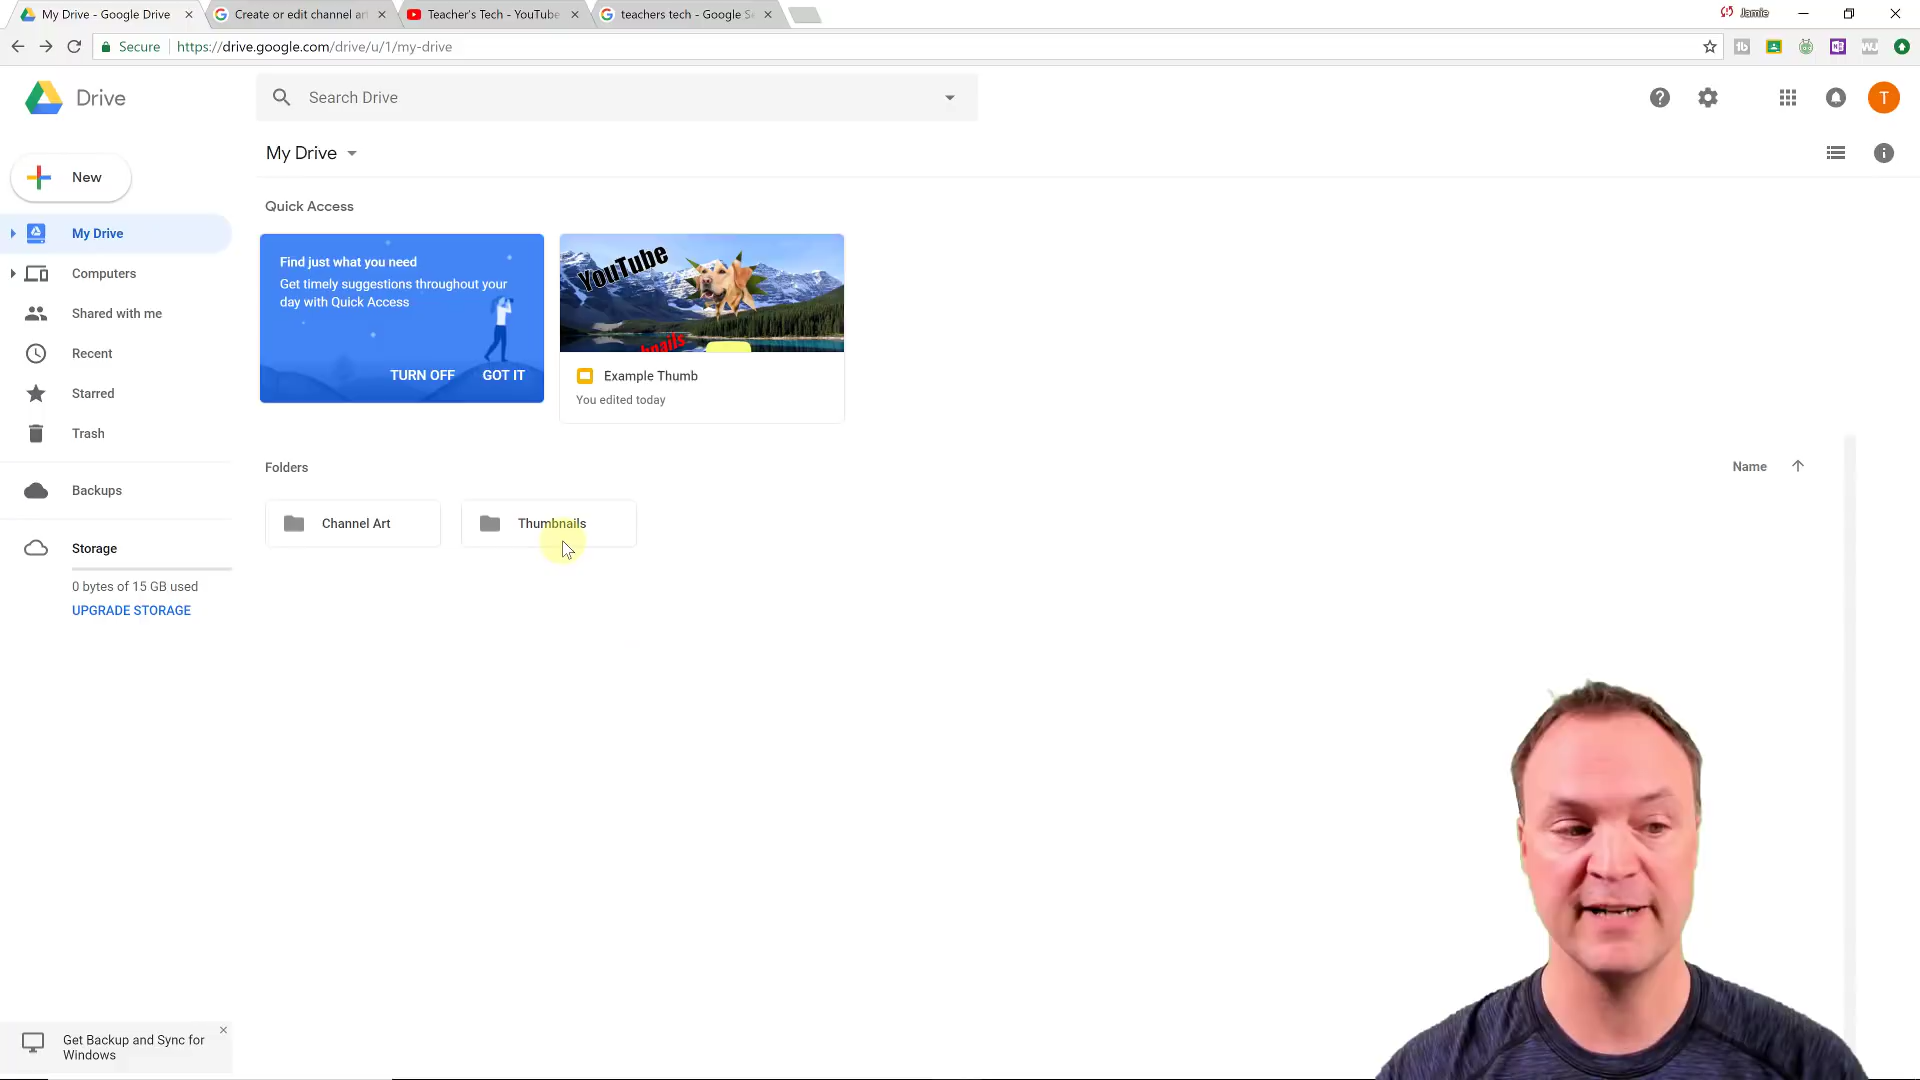 My Drive - Google Drive
Create or edit channel ar
Teacher's Tech - YouTube
teachers tech - Google Se
Jamie
Secure
https://drive.google.com/drive/u/1/my-drive
Drive
Search Drive
T
New
My Drive
My Drive
Computers
Shared with me
Recent
Starred
Trash
Backups
Storage
0 bytes of 15 GB used
UPGRADE STORAGE
Quick Access
Find just what you need
Get timely suggestions throughout your
day with Quick Access
TURN OFF
GOT IT
YouTube
Example Thumb
You edited today
Folders
Name
Channel Art
Thumbnails
Get Backup and Sync for
Windows